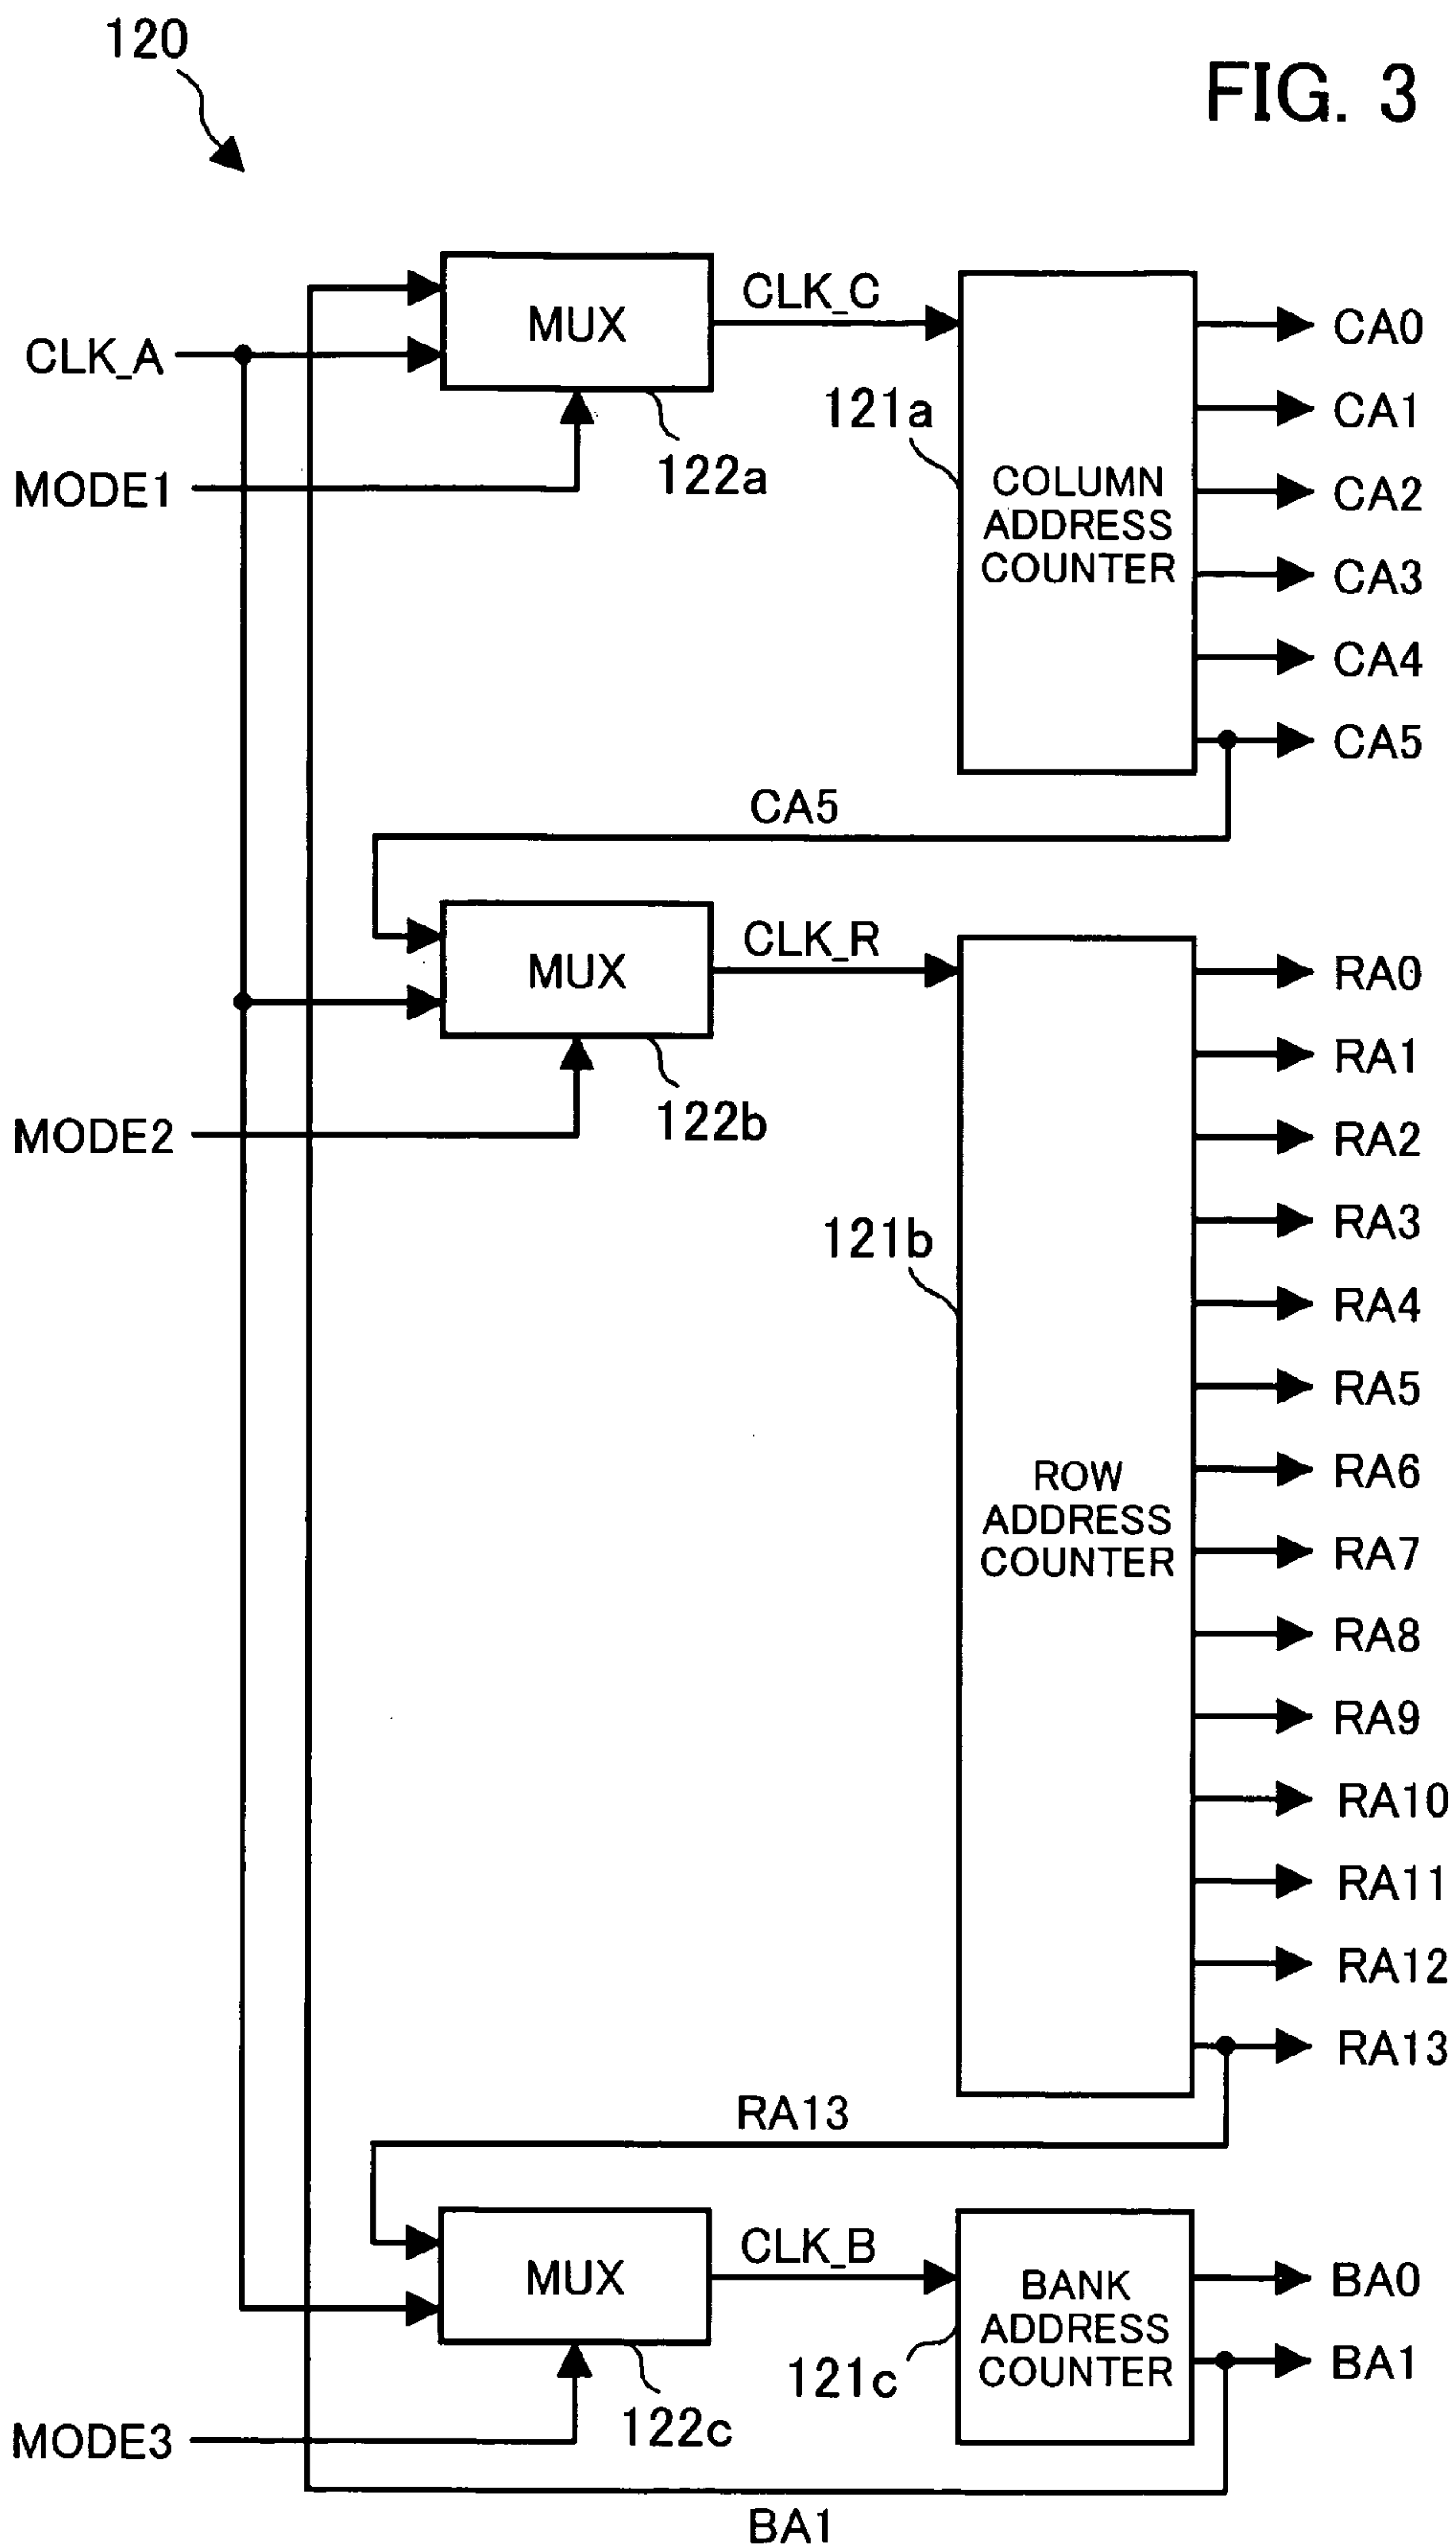 120
FIG. 3
MUX
CLK_C
CA0
CLK_A
CA1
121a
122a
COLUMN
ADDRESS
COUNTER
MODE1
CA2
CA3
CA4
CA5
CA5
MUX
CLK_R
RA0
RA1
122b
MODE2
RA2
121b
RA3
RA4
RA5
RA6
ROW
ADDRESS
COUNTER
RA7
RA8
RA9
RA10
RA11
RA12
RA13
RA13
MUX
CLK_B
BANK
ADDRESS
COUNTER
BA0
121c
BA1
122c
MODE3
BA1